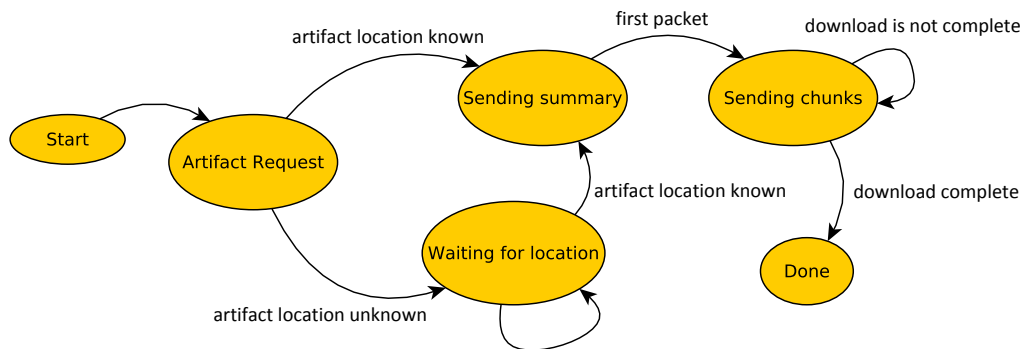 first packet
download is not complete
artifact location known
Sending summary
Sending chunks
Start
Artifact Request
artifact location known
download complete
Waiting for location
Done
artifact location unknown